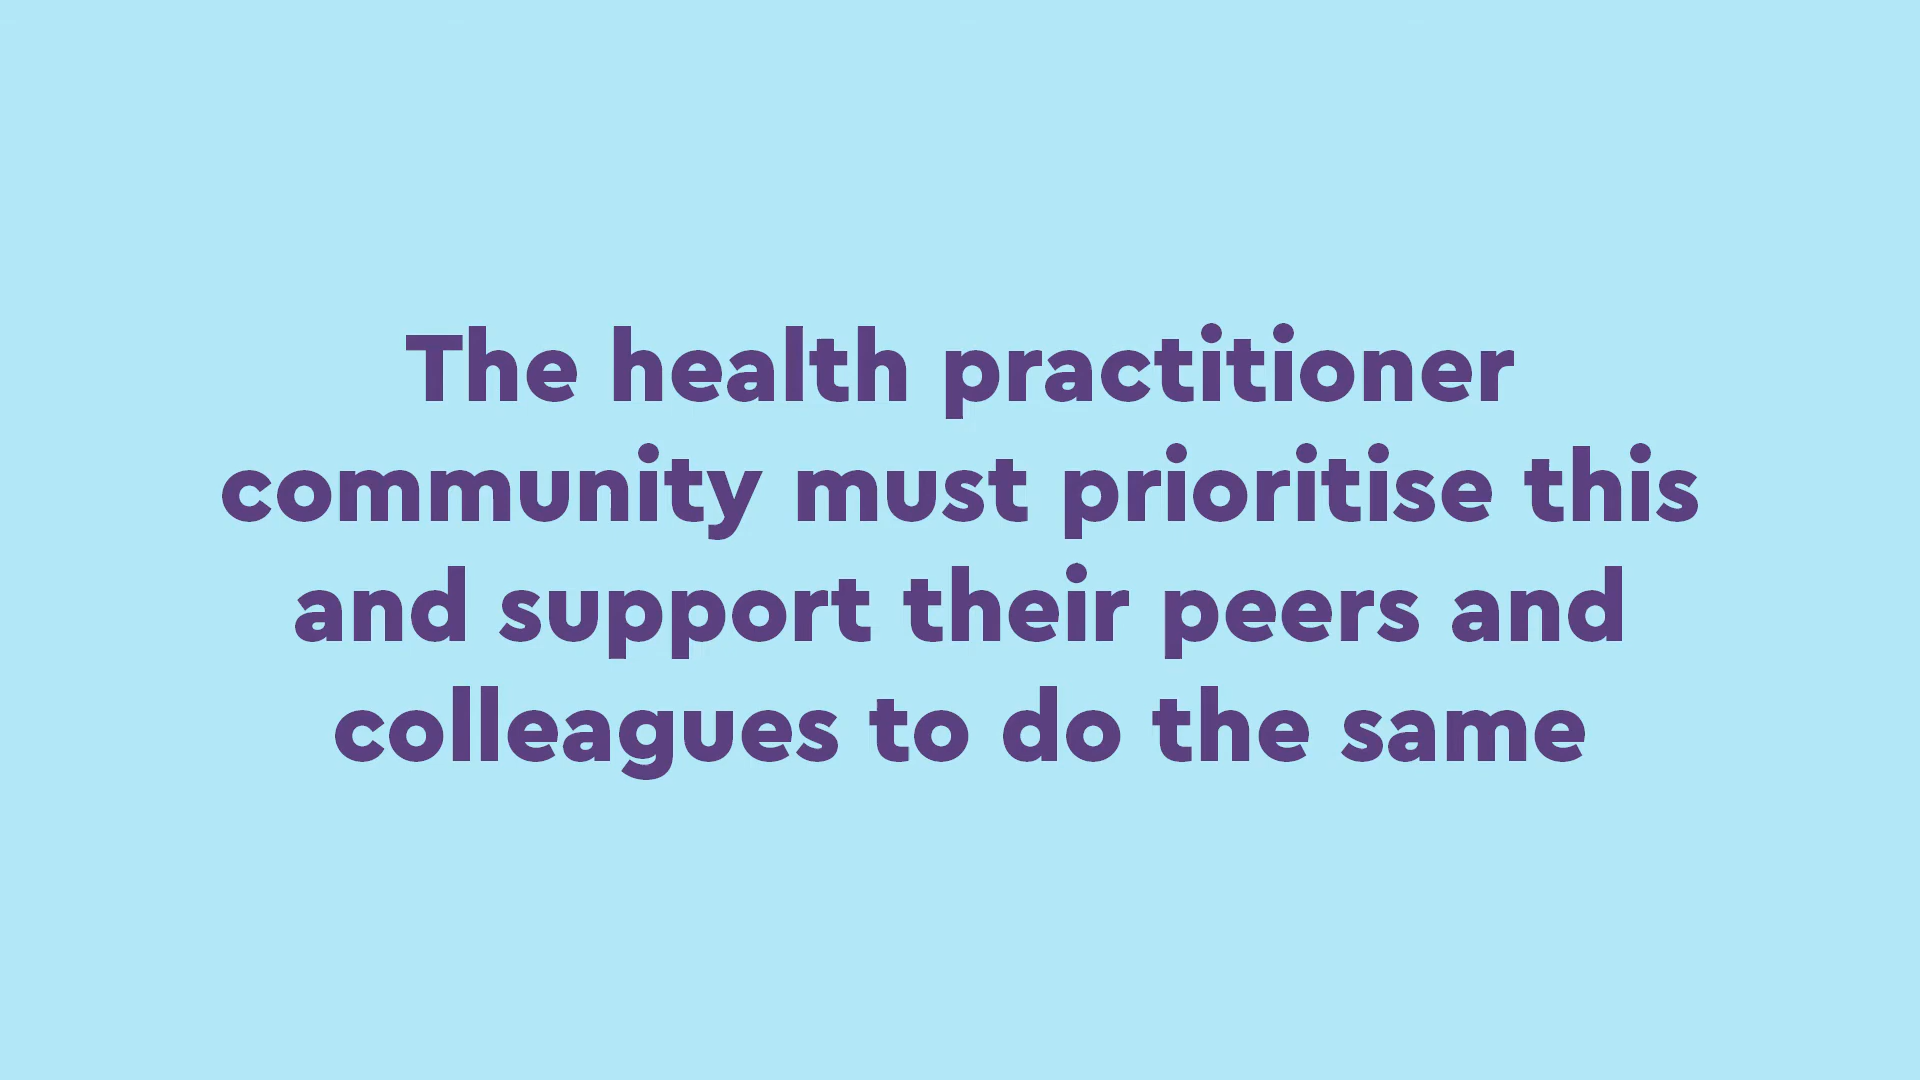 The health practitioner
community must prioritise this
and support their peers and
colleagues to do the same